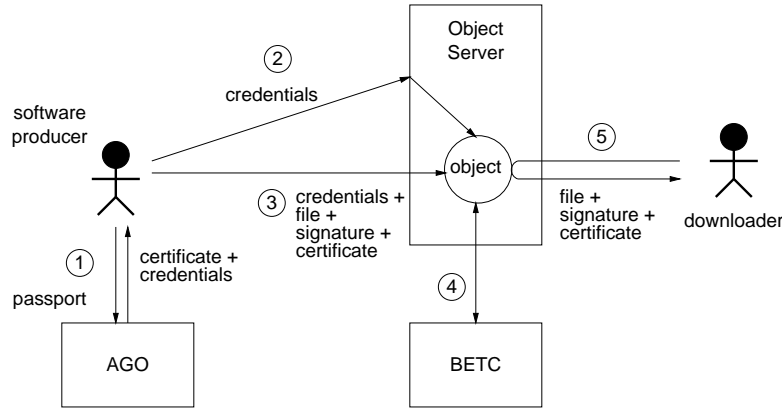 Object
Server
2
credentials
software
producer
5
object
3
credentials +
file +
signature +
certificate
file +
signature +
certificate
downloader
1
certificate +
credentials
passport
4
AGO
BETC